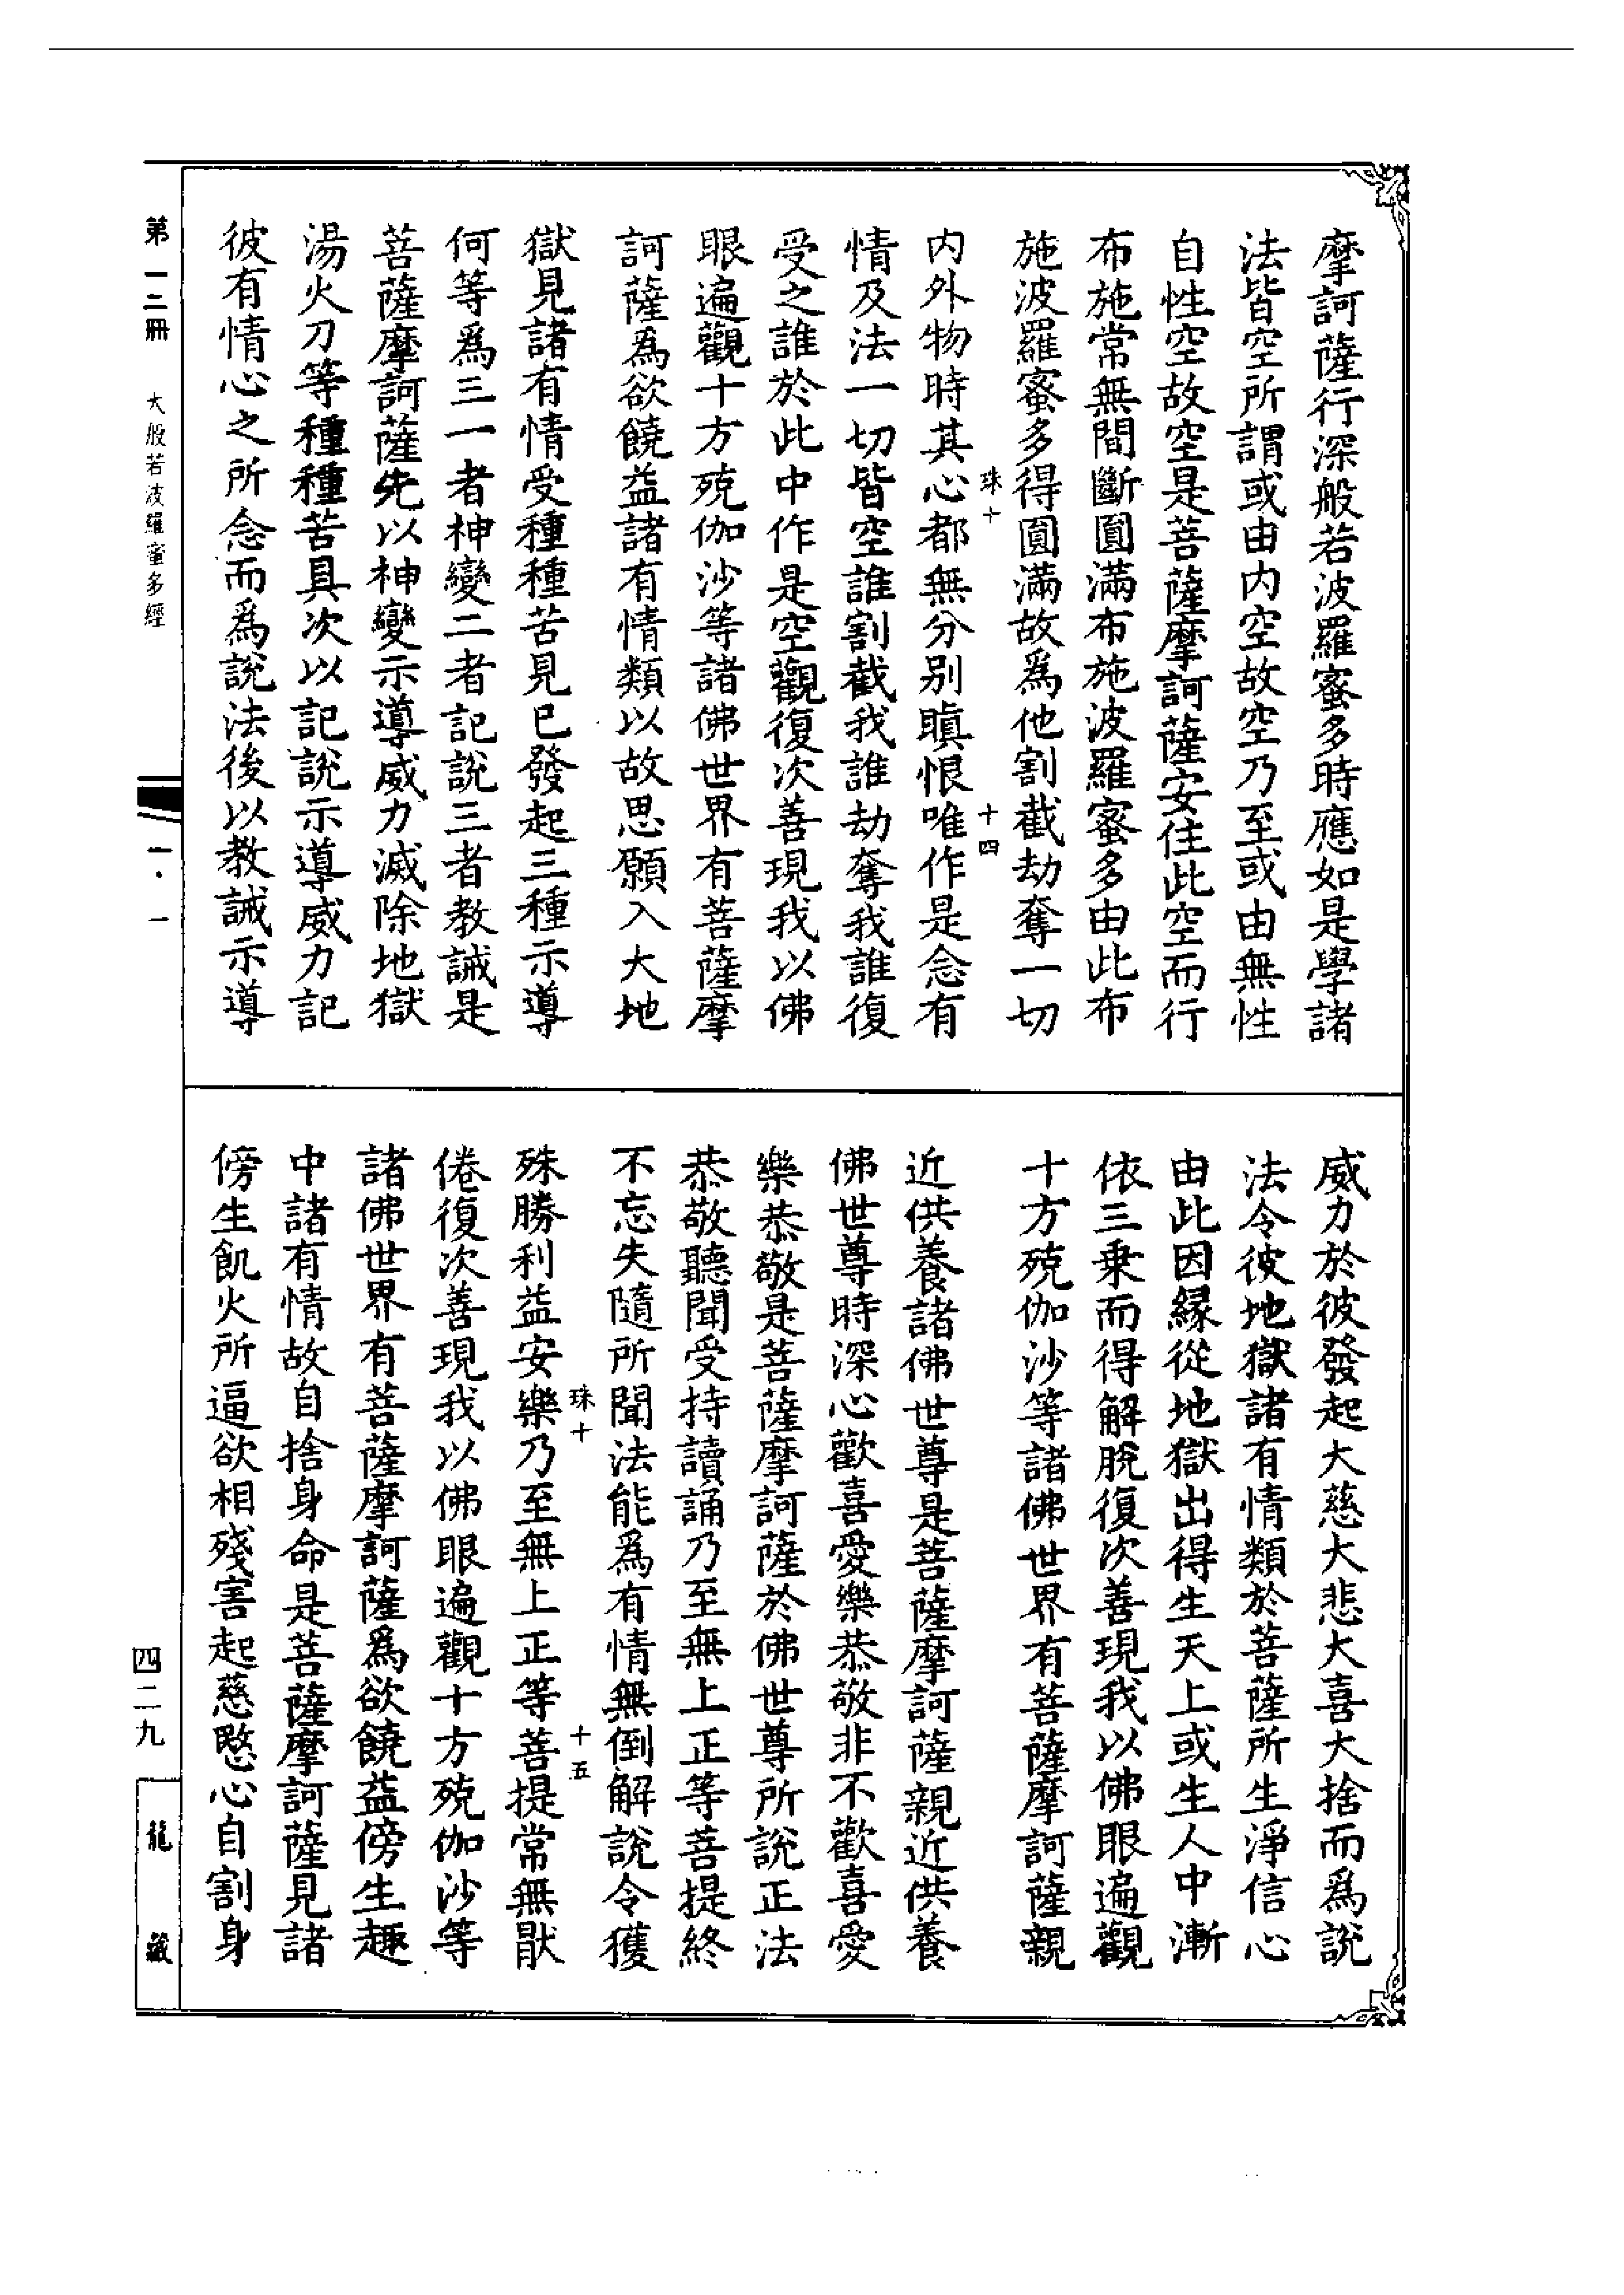 摩訶薩行深般若波羅蜜多時應如是學諸
法皆空所謂或由内空故空乃至或由無性
自性空故空是菩薩摩訶薩安住此空而行
布施常無間斷圓滿布施波羅蜜多由此布
施波羅蜜多得圓滿故爲他割截劫奪一切
珠十
十四
内外物時其心都無分别瞋恨唯作是念有
情及法一切皆空誰割截我誰劫奪我誰復
受之誰於此中作是空觀復次善現我以佛
眼遍觀十方殑伽沙等諸佛世界有菩薩摩
訶薩爲欲饒益諸有情類以故思願入大地
獄見諸有情受種種苦見已發起三種示導
何等爲三一者神變二者記說三者教誡是
菩薩摩訶薩先以神變示導威力滅除地獄
湯火刀等種種苦具次以記說示導威力記
彼有情心之所念而爲說法後以教誡示導
威力於彼發起大慈大悲大喜大捨而爲説
法令彼地獄諸有情類於菩薩所生淨信心
由此因緣從地獄出得生天上或生人中漸
依三乘而得解脫復次善現我以佛眼遍觀
十方殑伽沙等諸佛世界有菩薩摩訶薩親
近供養諸佛世尊是菩薩摩訶薩親近供養
佛世尊時深心歡喜愛樂恭敬非不歡喜愛
樂恭敬是菩薩摩訶薩於佛世尊所說正法
恭敬聽聞受持讀誦乃至無上正等菩提終
不忘失隨所聞法能爲有情無倒解說令獲
珠十
十五
殊勝利益安樂乃至無上正等菩提常無猒
倦復次善現我以佛眼遍觀十方殑伽沙等
諸佛世界有菩薩摩訶薩爲欲饒益傍生趣
中諸有情故自捨身命是菩薩摩訶薩見諸
傍生飢火所逼欲相殘害起慈愍心自割身
第一二冊
大般若波羅蜜多經
一·一
四二九
龍藏